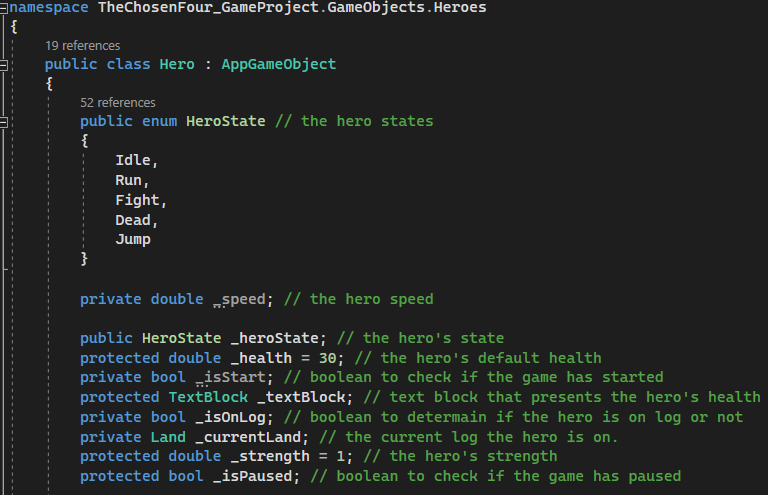 namespace TheChosenFour_GameProject.GameObjects.Heroes
{
19 references
public class Hero : AppGameObject
{
52 references
public enum HeroState // the hero states
{
Idle,
Run,
Fight,
Dead,
Jump
}
private double _speed; // the hero speed
public HeroState _heroState; // the hero's state
protected double _health = 30; // the hero's default health
private bool _isStart; // boolean to check if the game has started
protected TextBlock _textBlock; // text block that presents the hero's health
private bool _isOnLog; // boolean to determain if the hero is on log or not
private Land _currentLand; // the current log the hero is on.
protected double _strength = 1; // the hero's strength
protected bool _isPaused; // boolean to check if the game has paused